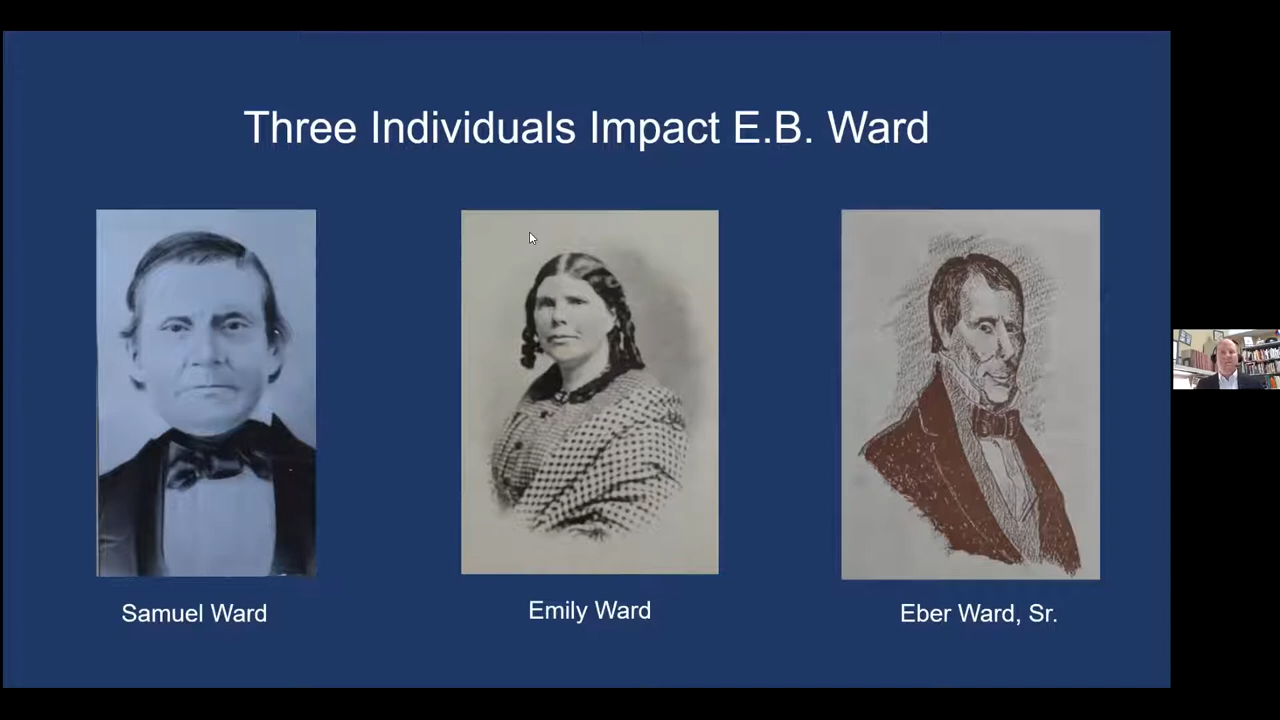 Three Individuals Impact E.B. Ward
Samuel Ward
Emily Ward
Eber Ward, Sr.